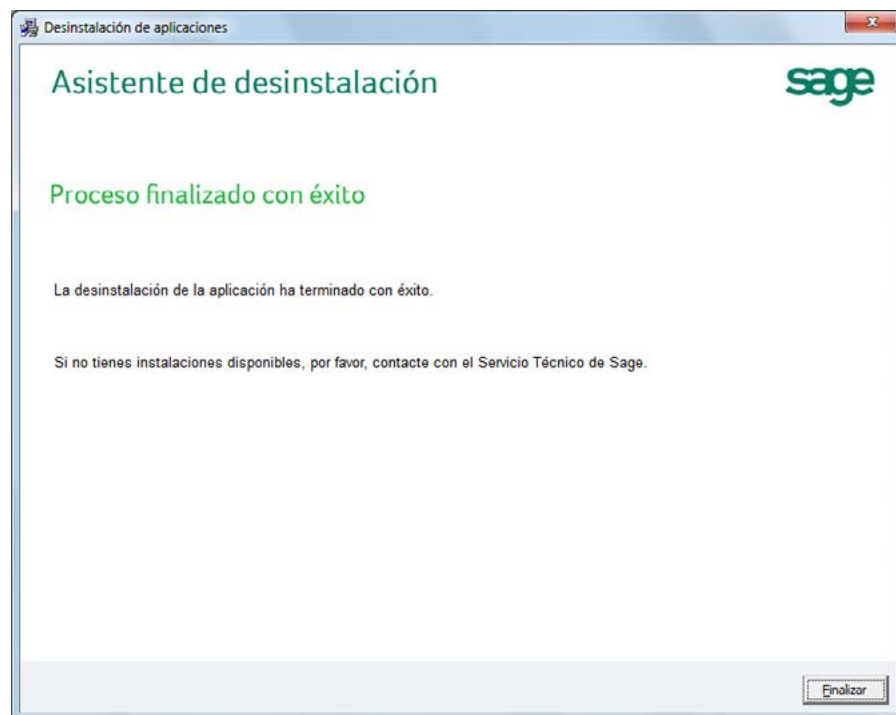 Desinstalación de aplicaciones
Asistente de desinstalación
sage
Proceso finalizado con éxito
La desinstalación de la aplicación ha terminado con éxito.
Si no tienes instalaciones disponibles, por favor, contacte con el Servicio Técnico de Sage.
Finalizar